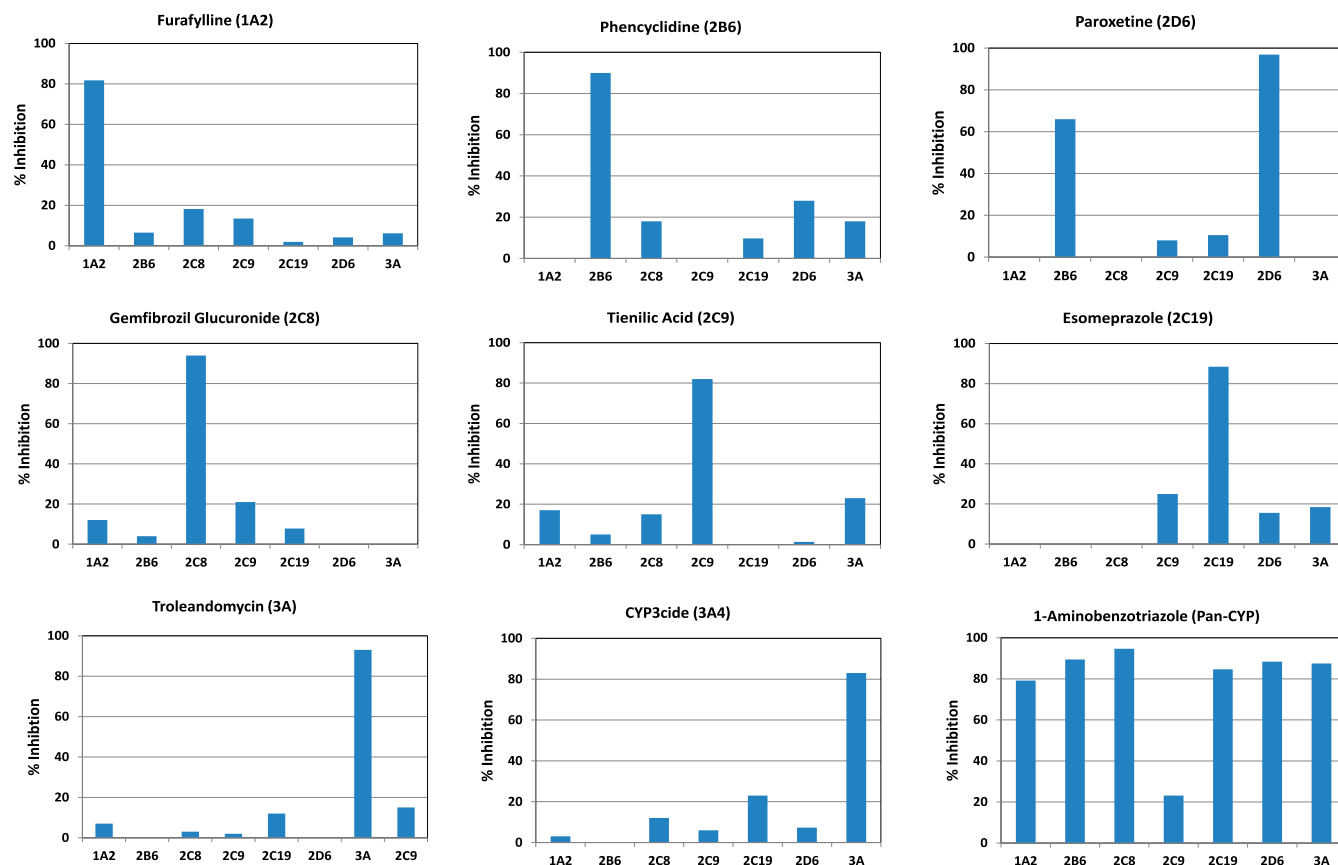 Furafylline (1A2)
% Inhibition
100
80
60
40
20
0
1A2 2B6 2C8 2C9 2C19 2D6 3A
Phencyclidine (2B6)
% Inhibition
100
80
60
40
20
0
1A2 2B6 2C8 2C9 2C19 2D6 3A
Paroxetine (2D6)
% Inhibition
100
80
60
40
20
0
1A2 2B6 2C8 2C9 2C19 2D6 3A
Gemfibrozil Glucuronide (2C8)
% Inhibition
100
80
60
40
20
0
1A2 2B6 2C8 2C9 2C19 2D6 3A
Tienilic Acid (2C9)
% Inhibition
100
80
60
40
20
0
1A2 2B6 2C8 2C9 2C19 2D6 3A
Esomeprazole (2C19)
% Inhibition
100
80
60
40
20
0
1A2 2B6 2C8 2C9 2C19 2D6 3A
Troleandomycin (3A)
% Inhibtion
100
80
60
40
20
0
1A2 2B6 2C8 2C9 2C19 2D6 3A 2C9
CYP3cide (3A4)
% Inhibition
100
80
60
40
20
0
1A2 2B6 2C8 2C9 2C19 2D6 3A
1-Aminobenzotriazole (Pan-CYP)
% Inhibition
100
80
60
40
20
0
1A2 2B6 2C8 2C9 2C19 2D6 3A